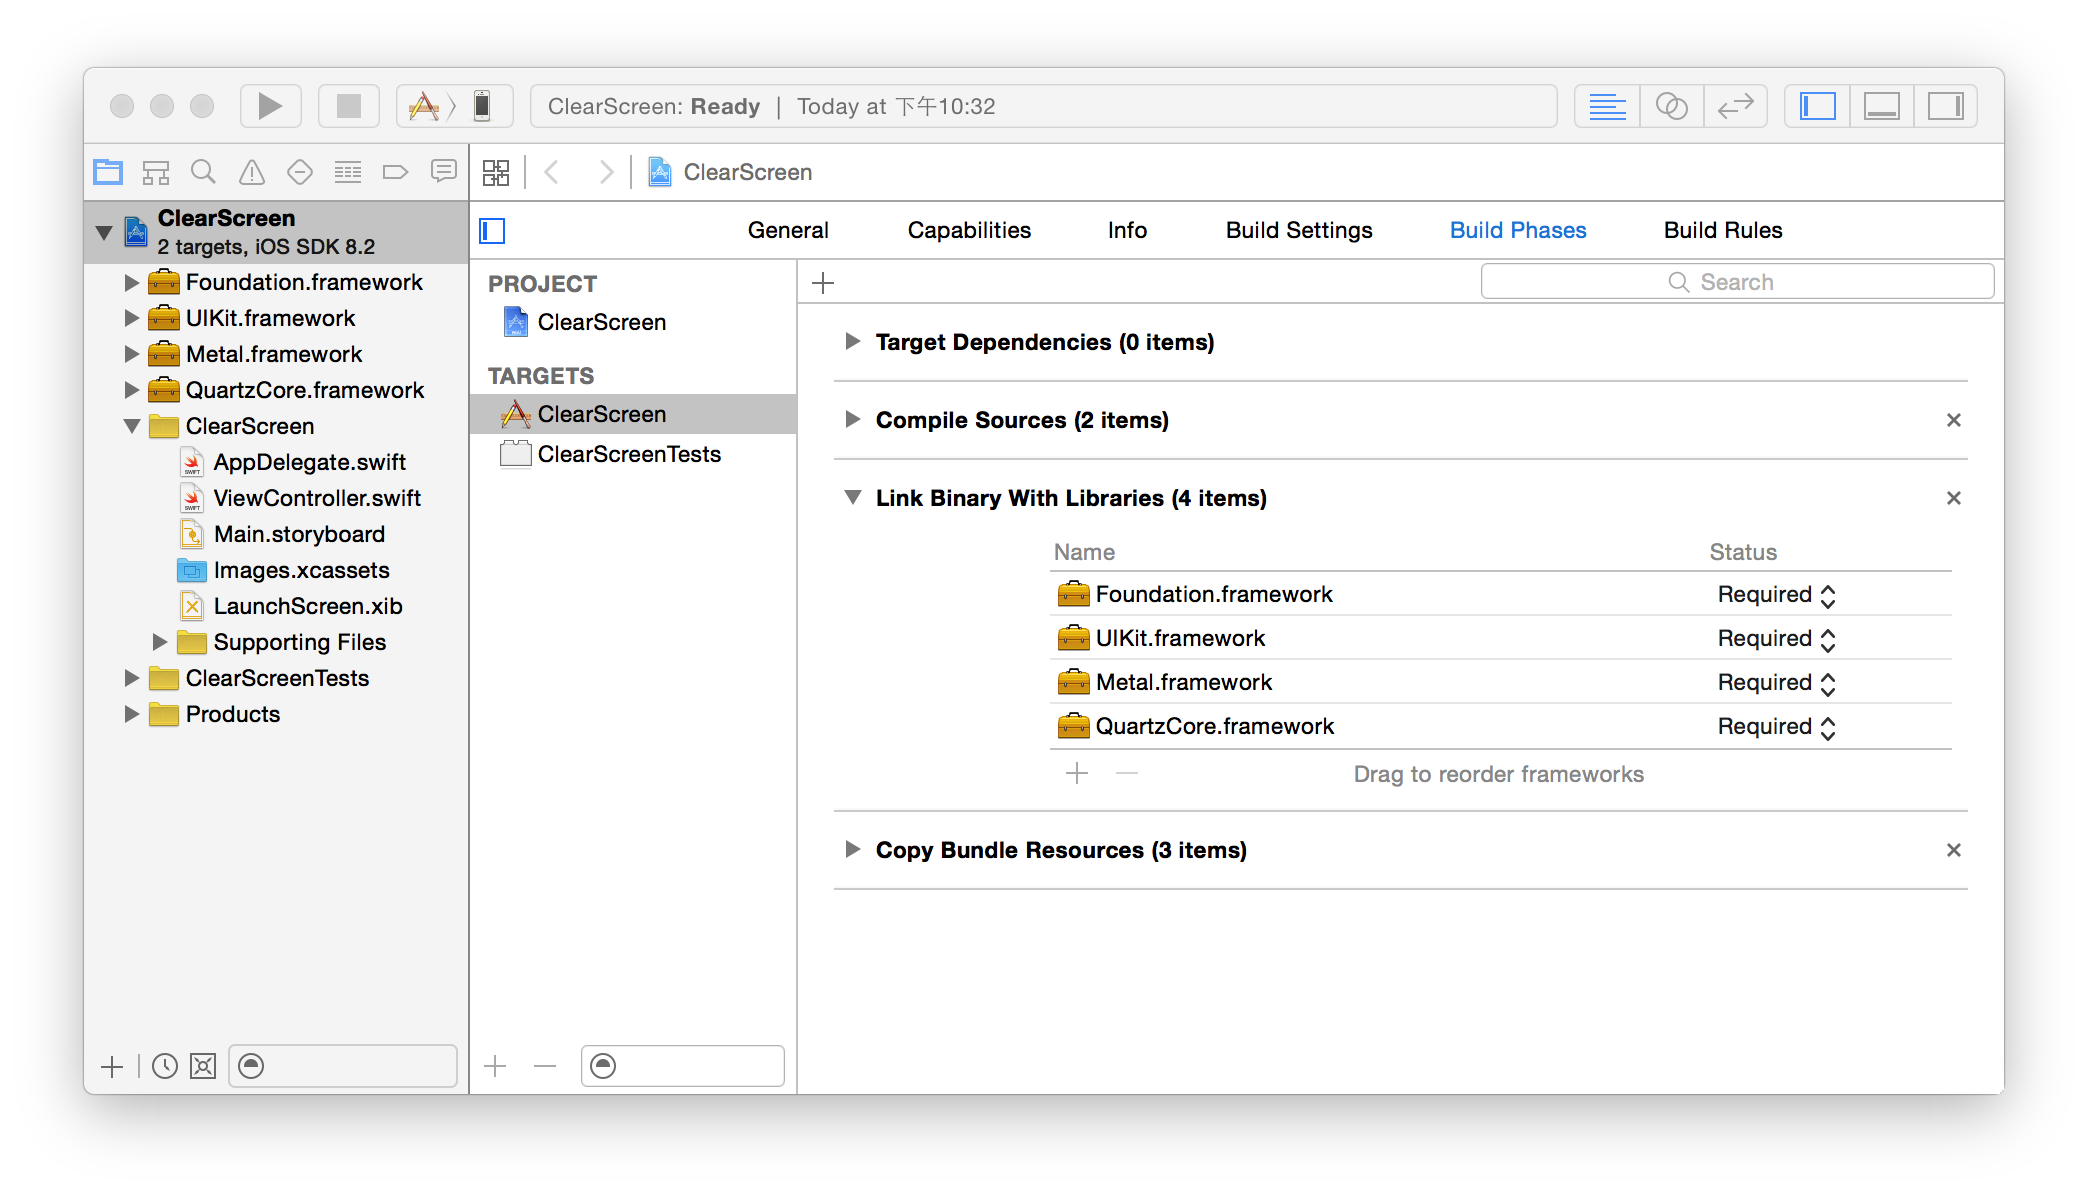 ClearScreen: Ready | Today at 下午10:32
ClearScreen
ClearScreen
2 targets, iOS SDK 8.2
Foundation.framework
UIKit.framework
Metal.framework
QuartzCore.framework
ClearScreen
AppDelegate.swift
ViewController.swift
Main.storyboard
Images.xcassets
LaunchScreen.xib
Supporting Files
ClearScreenTests
Products
General Capabilities Info Build Settings Build Phases Build Rules
PROJECT
ClearScreen
TARGETS
ClearScreen
ClearScreenTests
Search
Target Dependencies (0 items)
Compile Sources (2 items)
Link Binary With Libraries (4 items)
Name Status
Foundation.framework Required
UIKit.framework Required
Metal.framework Required
QuartzCore.framework Required
Drag to reorder frameworks
Copy Bundle Resources (3 items)